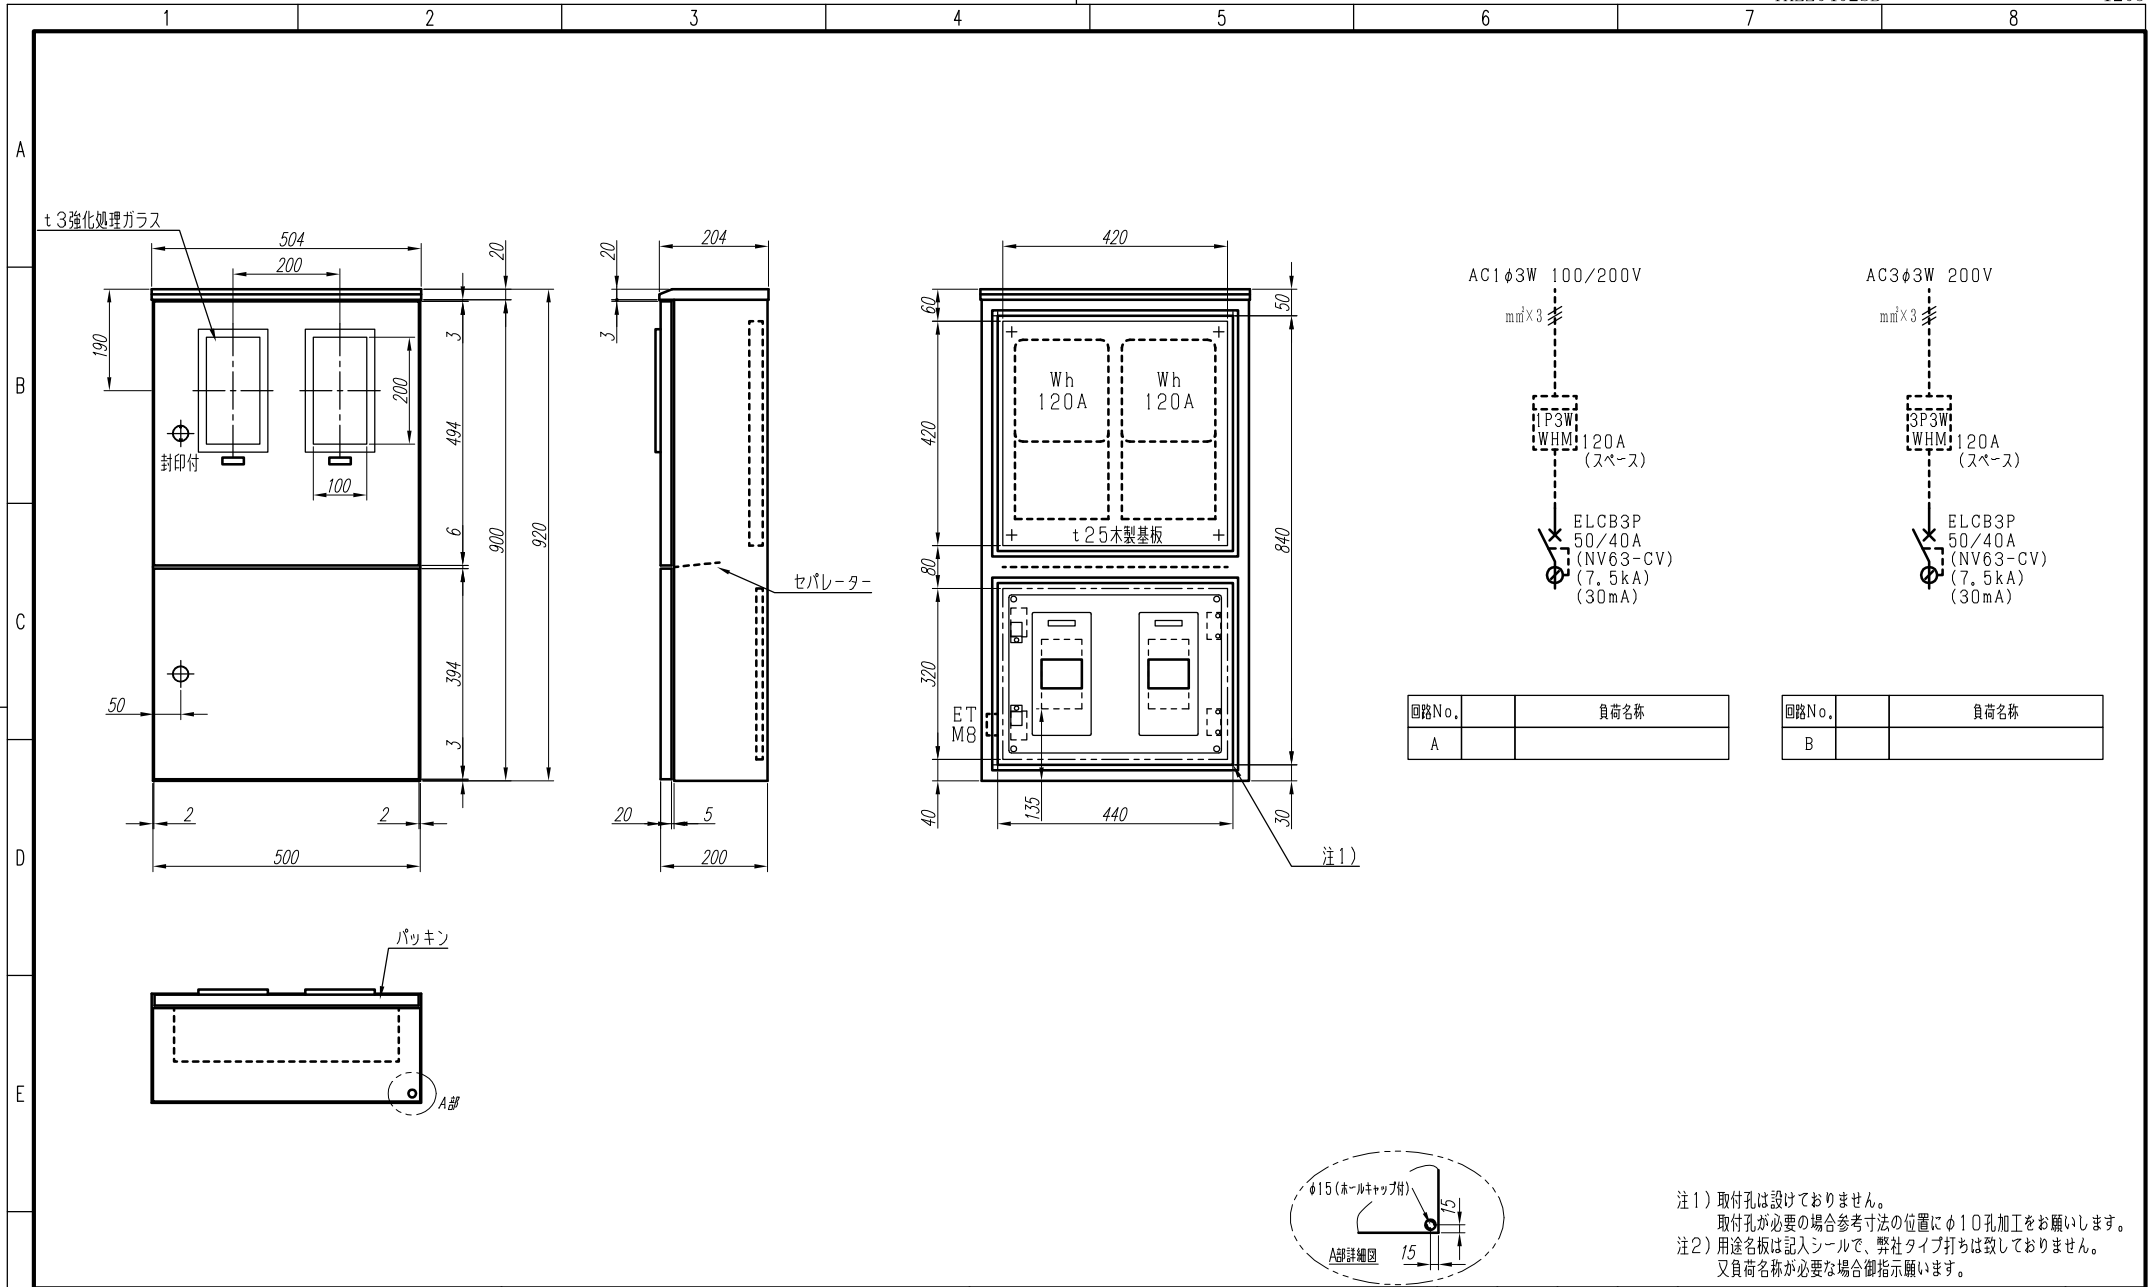 1 2 3 4 5 6 7 8
A
B
C
D
E
t3強化処理ガラス
504
200
20
190
3
200
494
封印付
100
6
900
920
394
50
3
2
2
500
20
204
3
セパレーター
20
5
200
420
60
50
Wh
120A
Wh
120A
420
t25木製基板
840
80
320
ET
M8
135
40
440
30
注1)
AC1φ3W 100/200V
mm²×3
1P3W
WHM
120A
(スペース)
ELCB3P
50/40A
(NV63-CV)
(7.5kA)
(30mA)
回路No. 負荷名称
A
AC3φ3W 200V
mm²×3
3P3W
WHM
120A
(スペース)
ELCB3P
50/40A
(NV63-CV)
(7.5kA)
(30mA)
回路No. 負荷名称
B
パッキン
A部
φ15(ホールキャップ付)
15
A部詳細図
15
注1)取付孔は設けておりません。
取付孔が必要の場合参考寸法の位置にφ10孔加工をお願いします。
注2)用途名板は記入シールで、弊社タイプ打ちは致しておりません。
又負荷名称が必要な場合御指示願います。